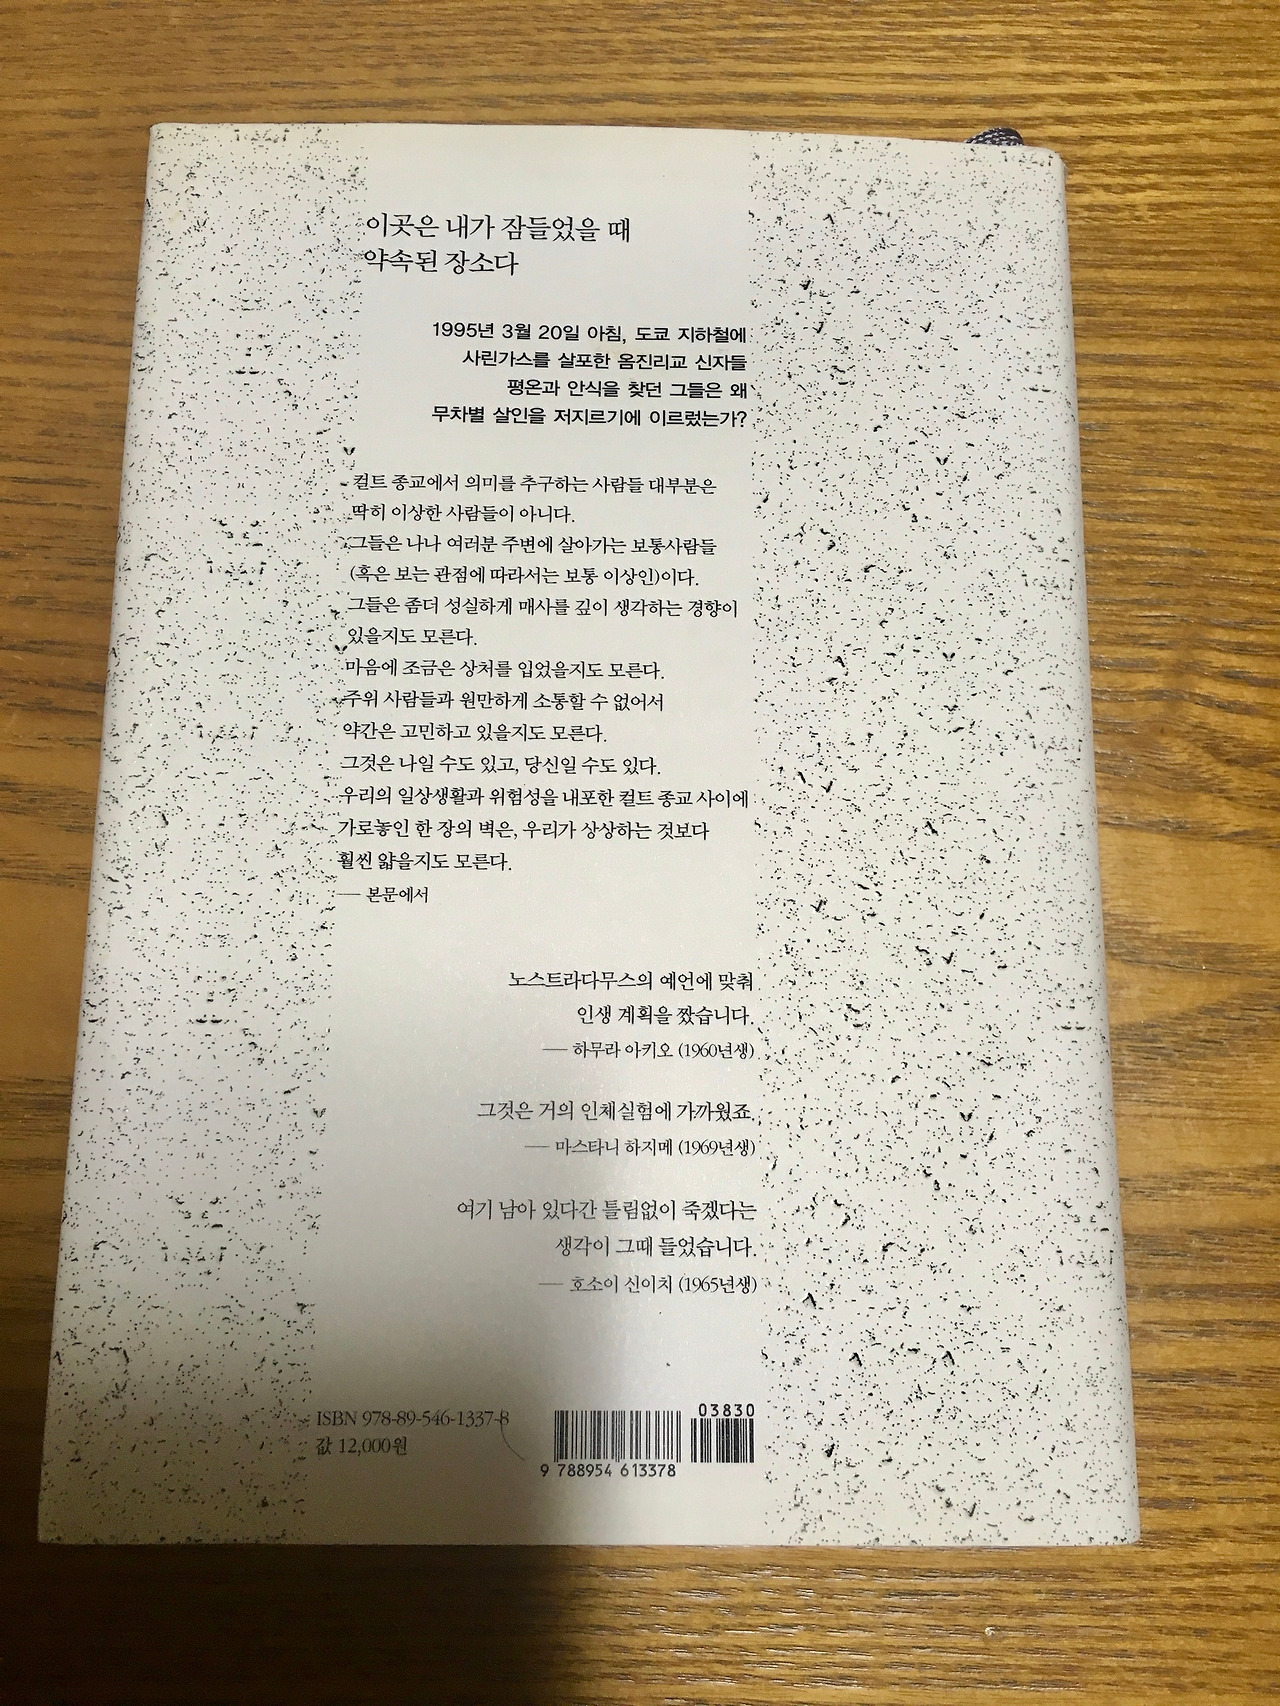 이곳은 내가 잠들었을 때
약속된 장소다
1995년 3월 20일 아침, 도쿄 지하철에
사린가스를 살포한 옴진리교 신자들
평온과 안식을 찾던 그들은 왜
무차별 살인을 저지르기에 이르렀는가?
컬트 종교에서 의미를 추구하는 사람들 대부분은
딱히 이상한 사람들이 아니다.
그들은 나나 여러분 주변에 살아가는 보통사람들
(혹은 보는 관점에 따라서는 보통 이상인)이다.
그들은 좀더 성실하게 매사를 깊이 생각하는 경향이
있을지도 모른다.
마음에 조금은 상처를 입었을지도 모른다.
주위 사람들과 원만하게 소통할 수 없어서
약간은 고민하고 있을지도 모른다.
그것은 나일 수도 있고, 당신일 수도 있다.
우리의 일상생활과 위험성을 내포한 컬트 종교 사이에
가로놓인 한 장의 벽은, 우리가 상상하는 것보다
훨씬 얇을지도 모른다.
── 본문에서
노스트라다무스의 예언에 맞춰
인생 계획을 짰습니다.
── 하무라 아키오 (1960년생)
그것은 거의 인체실험에 가까웠죠.
── 마스타니 하지메 (1969년생)
여기 남아 있다간 틀림없이 죽겠다는
생각이 그때 들었습니다.
── 호소이 신이치 (1965년생)
ISBN 978-89-546-1337-8
값 12,000원
03830
9 788954 613378